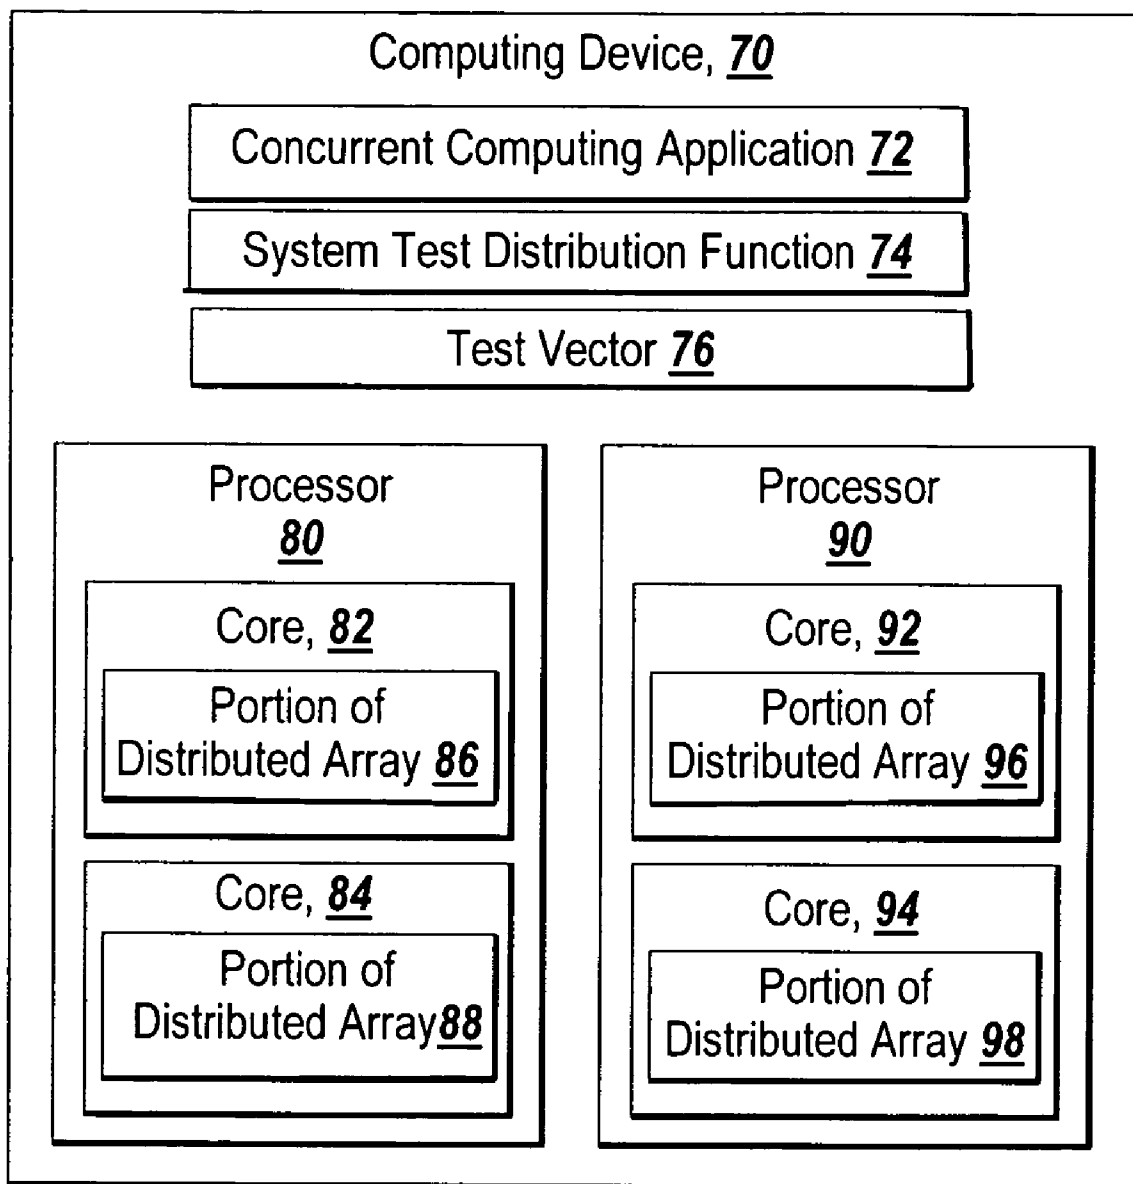 Computing Device, 70
Concurrent Computing Application 72
System Test Distribution Function 74
Test Vector 76
Processor
80
Core, 82
Portion of
Distributed Array 86
Core, 84
Portion of
Distributed Array88
Processor
90
Core, 92
Portion of
Distributed Array 96
Core, 94
Portion of
Distributed Array 98